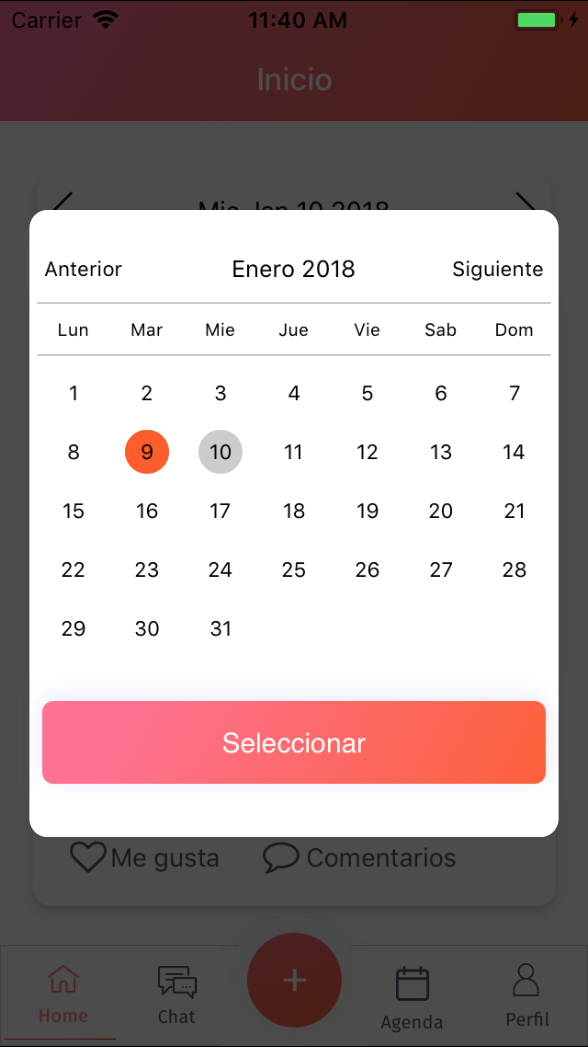 Carrier 11:40 AM
Inicio
Mie Jan 10 2018
Anterior Enero 2018 Siguiente
Lun Mar Mie Jue Vie Sab Dom
1 2 3 4 5 6 7
8 9 10 11 12 13 14
15 16 17 18 19 20 21
22 23 24 25 26 27 28
29 30 31
Seleccionar
Me gusta Comentarios
Home Chat + Agenda Perfil